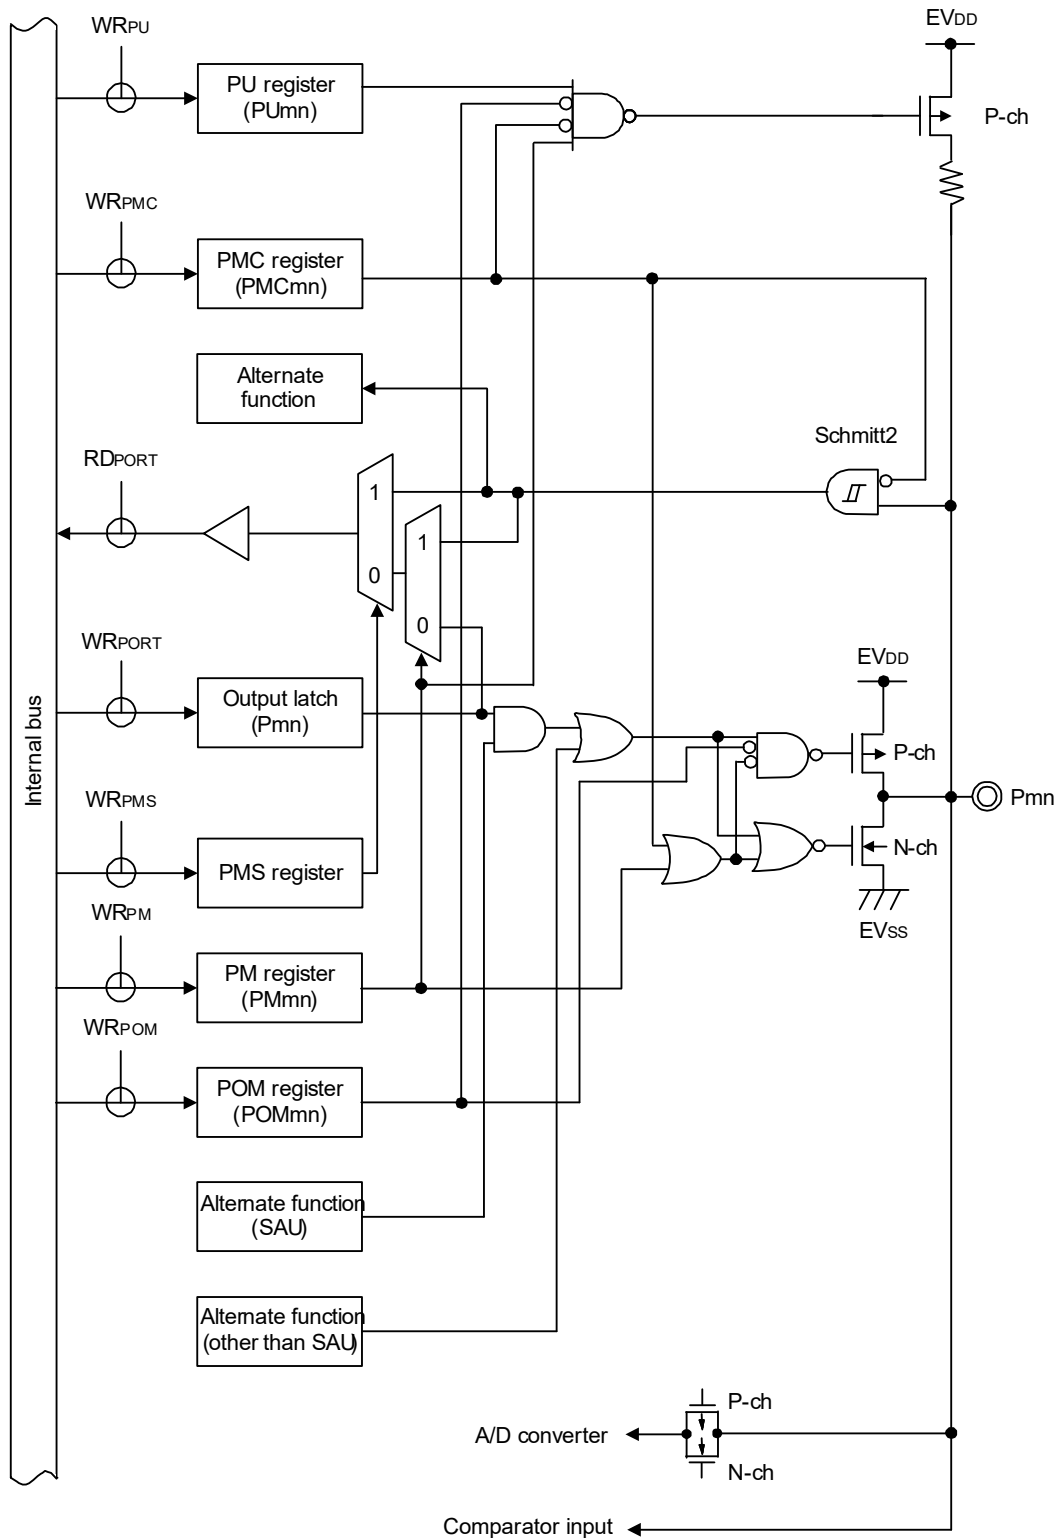 WRPU
EVDD
PU register
(PUmn)
P-ch
WRPMC
PMC register
(PMCmn)
Alternate
function
Schmitt2
RDPORT
1
1
0
0
WRPORT
EVDD
Output latch
(Pmn)
P-ch
Internal bus
WRPMS
Pmn
PMS register
N-ch
WRPM
EVSS
PM register
(PMmn)
WRPOM
POM register
(POMmn)
Alternate function
(SAU)
Alternate function
(other than SAU)
P-ch
A/D converter
N-ch
Comparator input